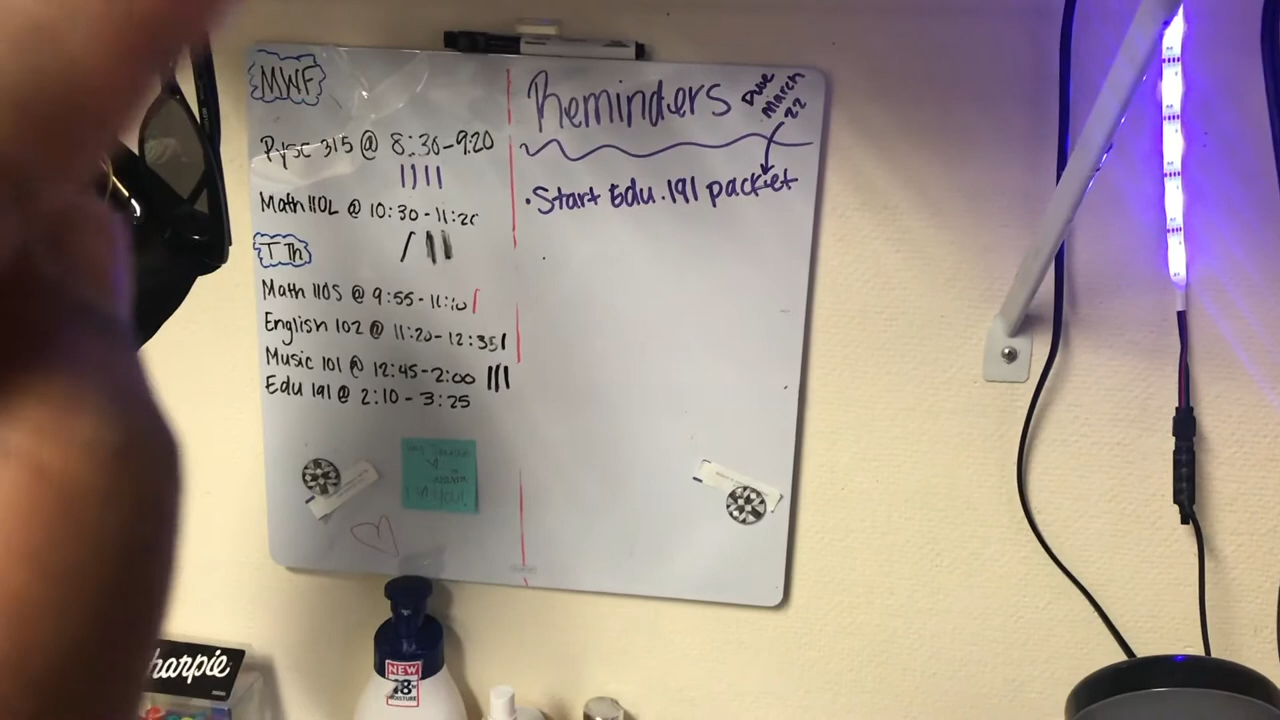 MWF
Pysc 315 @ 8:30-9:20
Math 110L @ 10:30-11:20
T Th
Math 110S @ 9:55-11:10
English 102 @ 11:20-12:35
Music 101 @ 12:45-2:00
Edu 191 @ 2:10-3:25
Reminders
Due March 22
• Start Edu.191 packet
harpie
NEW
MOISTURE